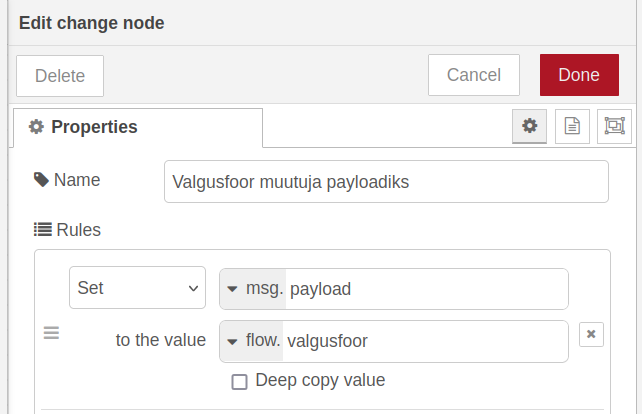 Edit change node
Delete
Cancel
Done
Properties
Name
Valgusfoor muutuja payloadiks
Rules
Set
msg. payload
to the value
flow. valgusfoor
Deep copy value